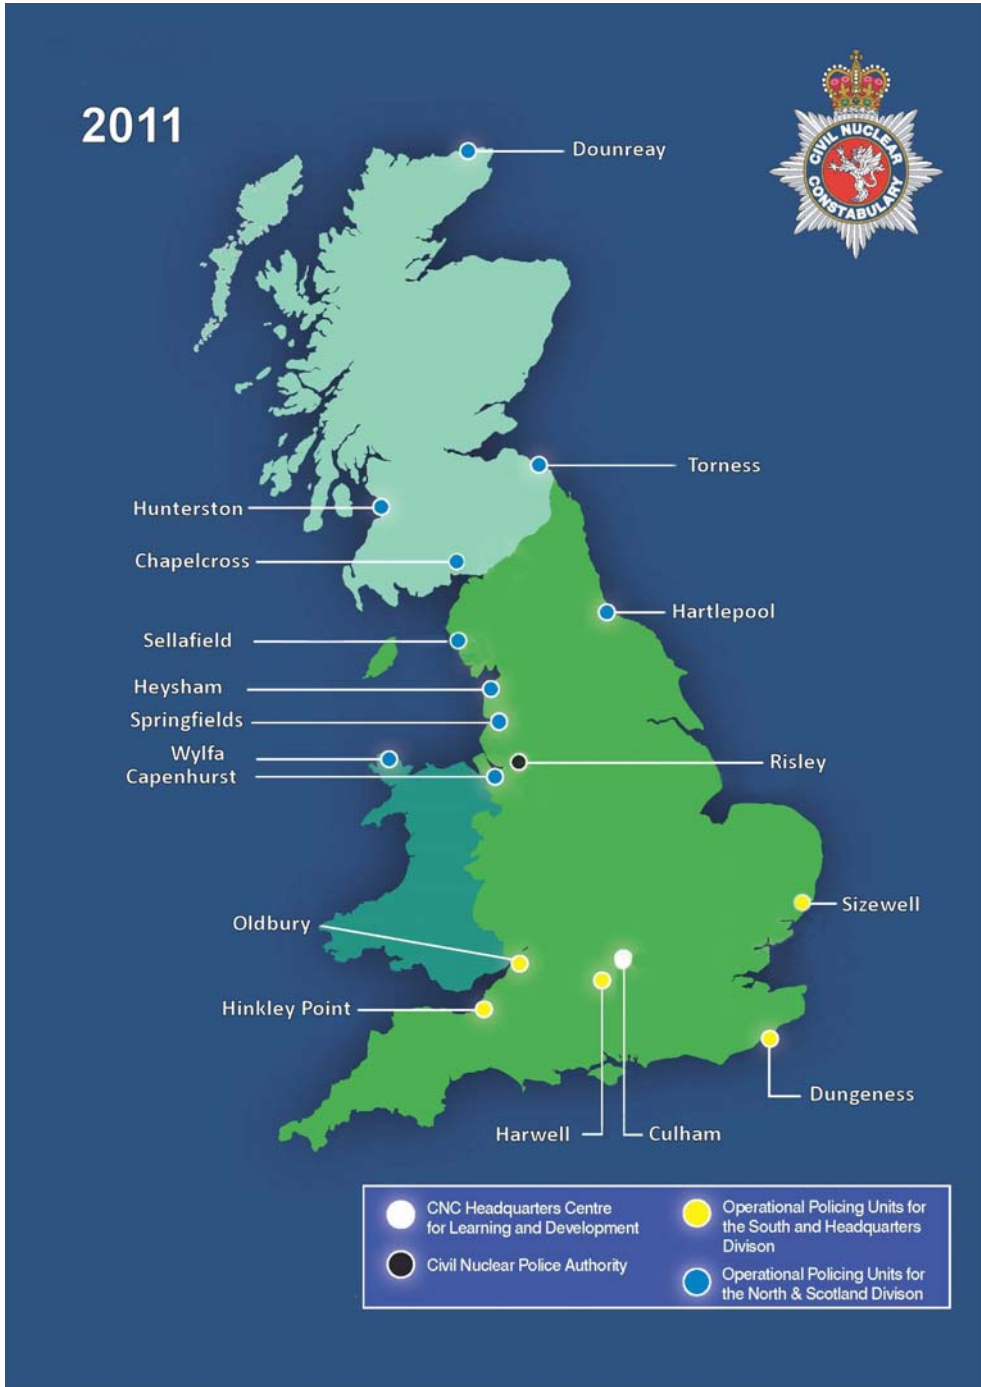 2011
CIVIL NUCLEAR
CONSTABULARY
Dounreay
Torness
Hunterston
Chapelcross
Hartlepool
Sellafield
Heysham
Springfields
Wylfa
Risley
Capenhurst
Sizewell
Oldbury
Hinkley Point
Dungeness
Harwell
Culham
CNC Headquarters Centre
for Learning and Development
Civil Nuclear Police Authority
Operational Policing Units for
the South and Headquarters
Divison
Operational Policing Units for
the North & Scotland Divison